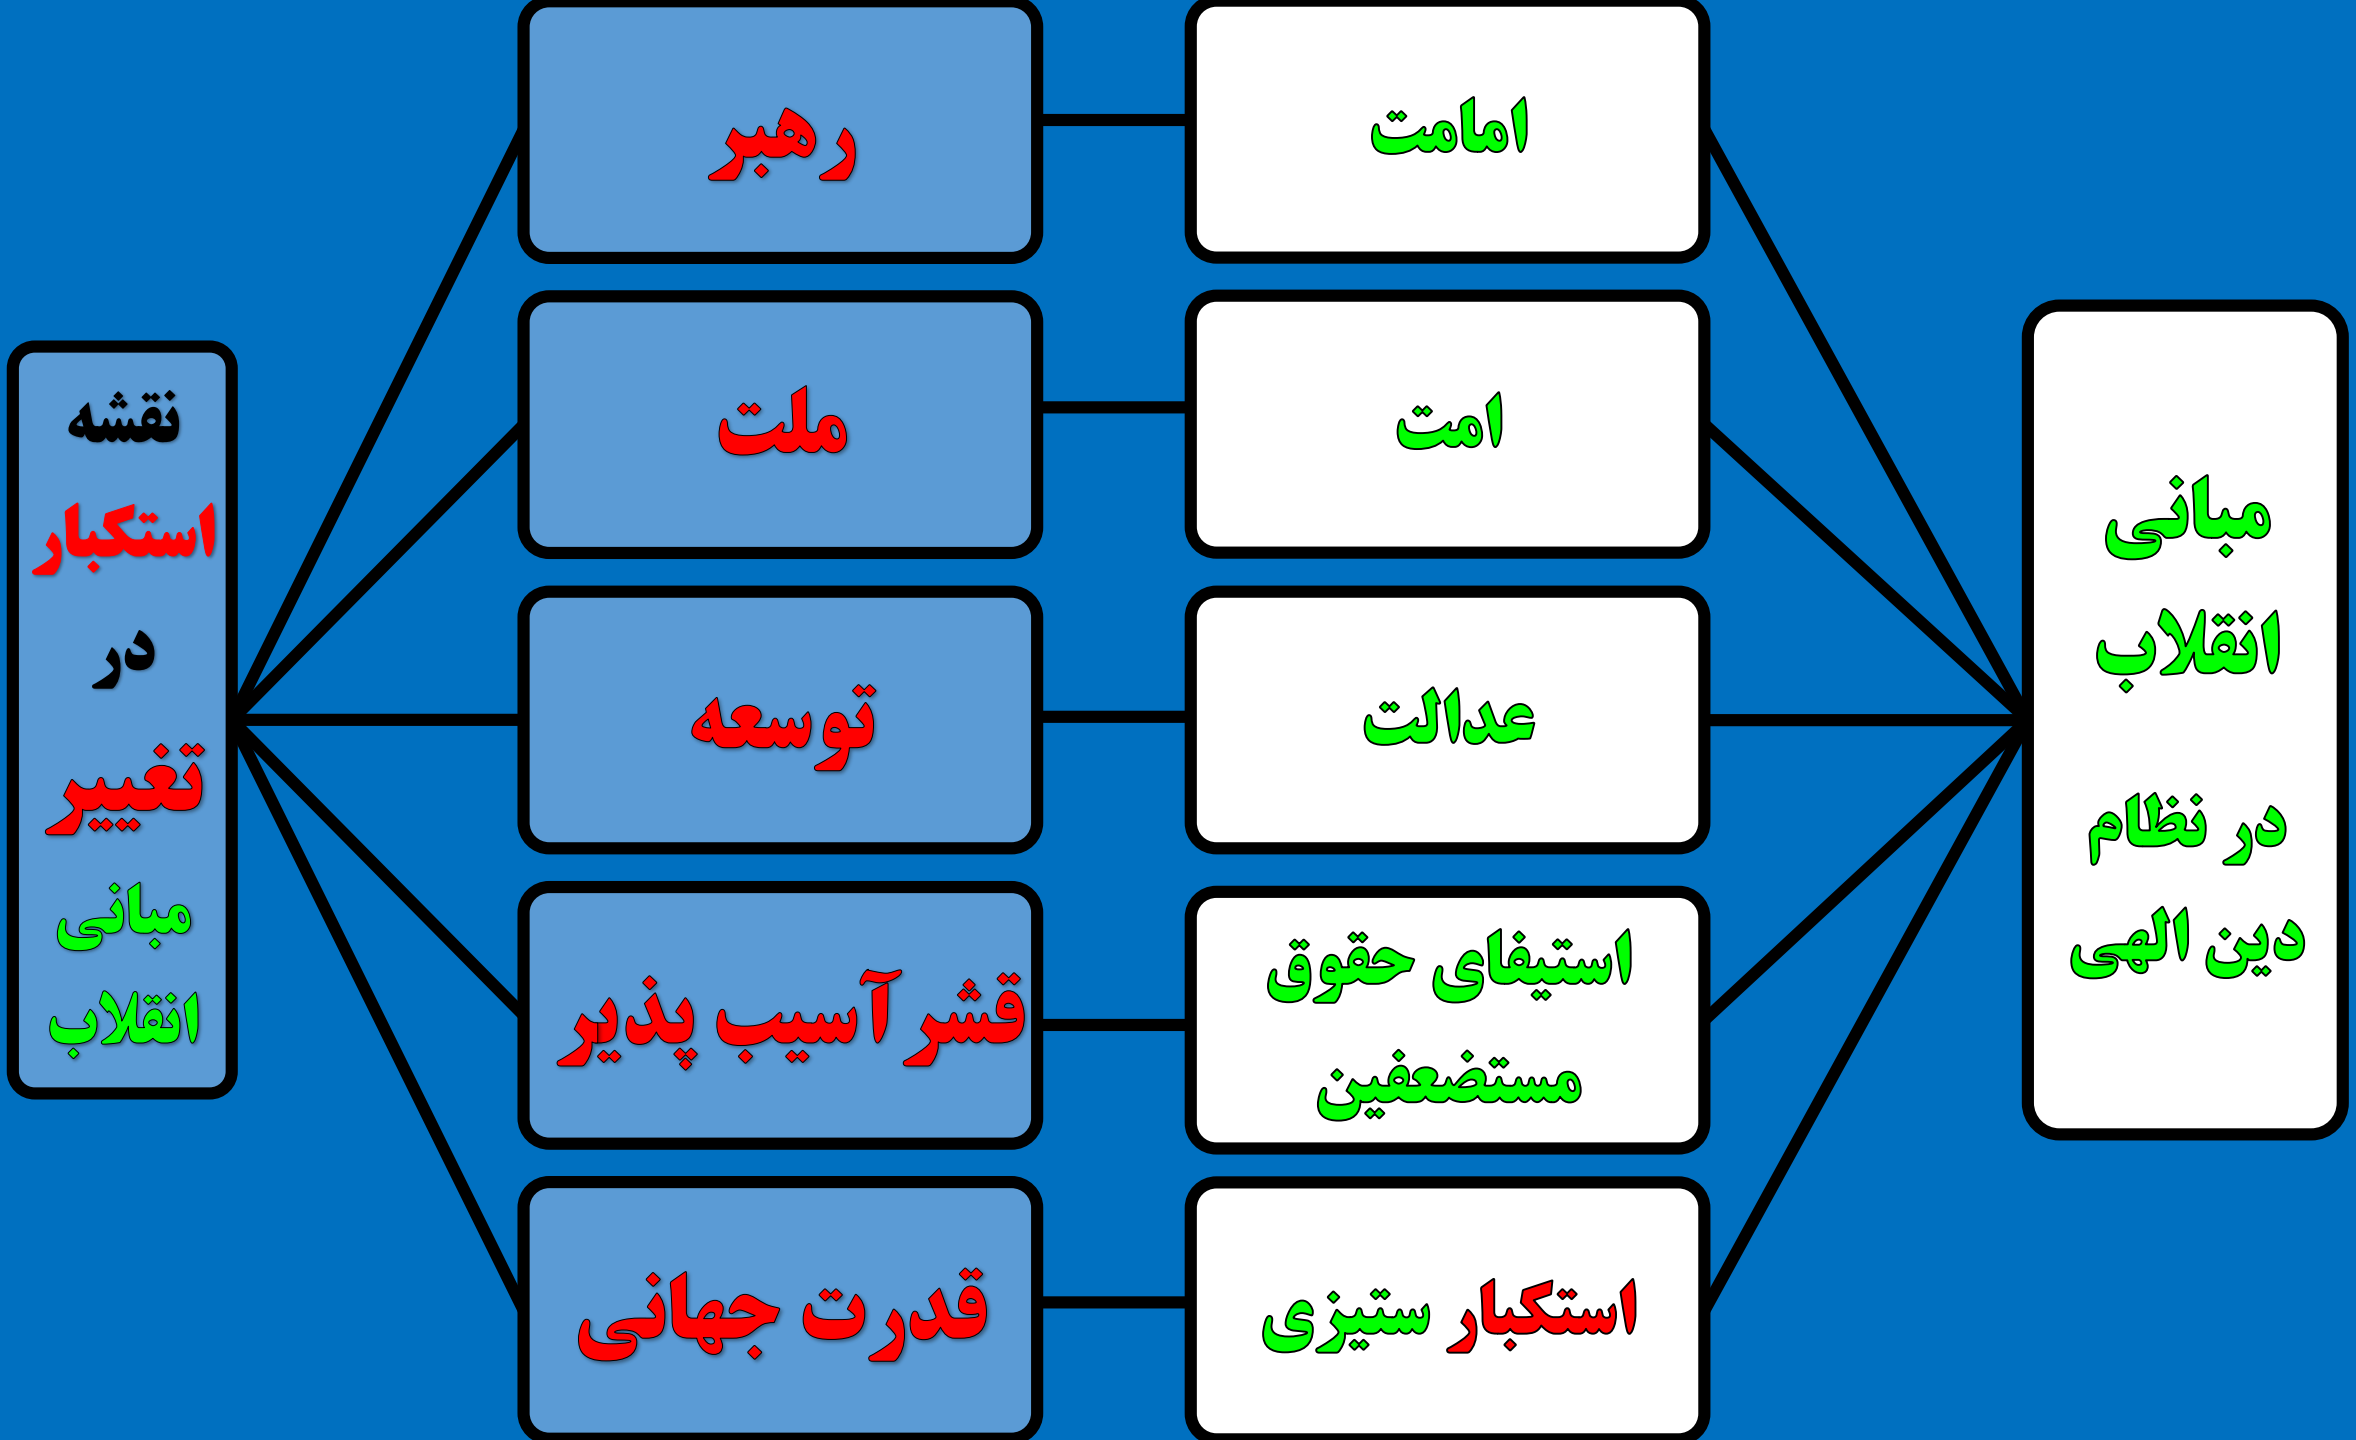 مبانی
انقلاب
در نظام
دین الهی
امامت
رهبر
امت
ملت
عدالت
توسعه
استیفای حقوق
مستضعفین
قشر آسیب پذیر
استکبار ستیزی
قدرت جهانی
نقشه
استکبار
در
تغییر
مبانی
انقلاب